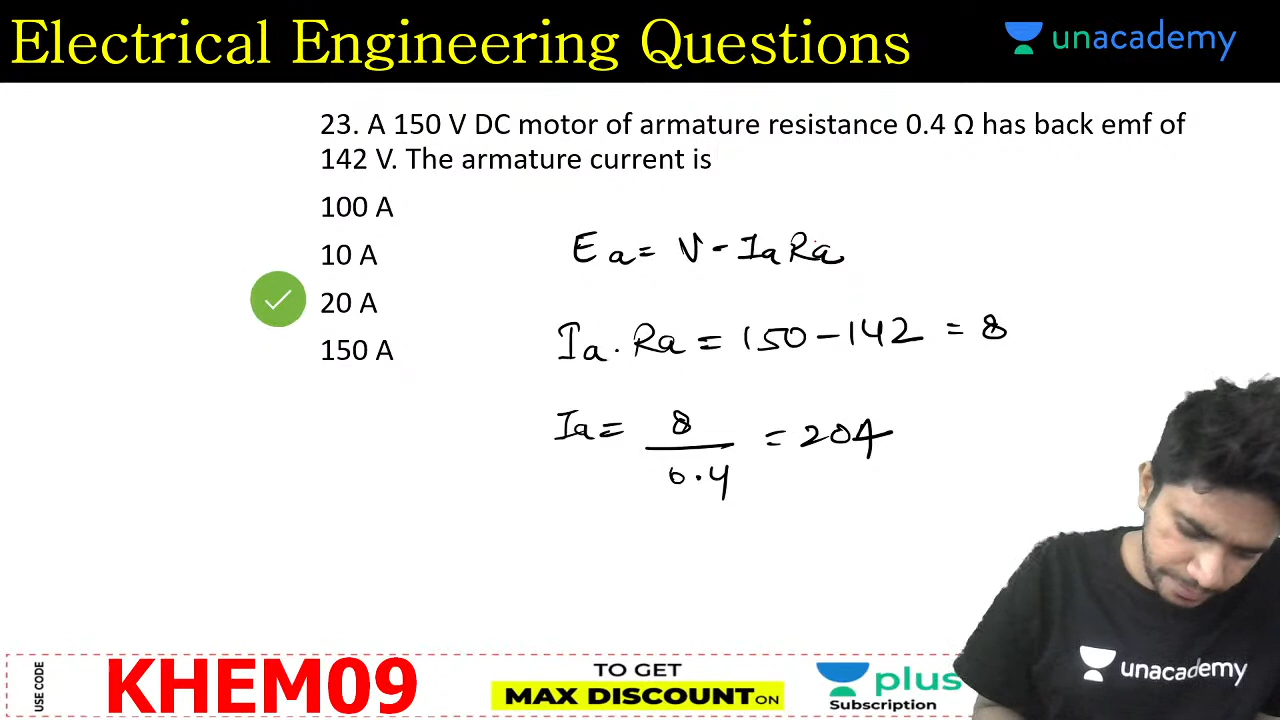 Electrical Engineering Questions
unacademy
23. A 150 V DC motor of armature resistance 0.4 Ω has back emf of
142 V. The armature current is
100 A
10 A
20 A
150 A
Ea = V - IaRa
Ia . Ra = 150 - 142 = 8
Ia = 8 / 0.4 = 20A
unacademy
USE CODE
KHEM09
TO GET
MAX DISCOUNT ON
plus
Subscription